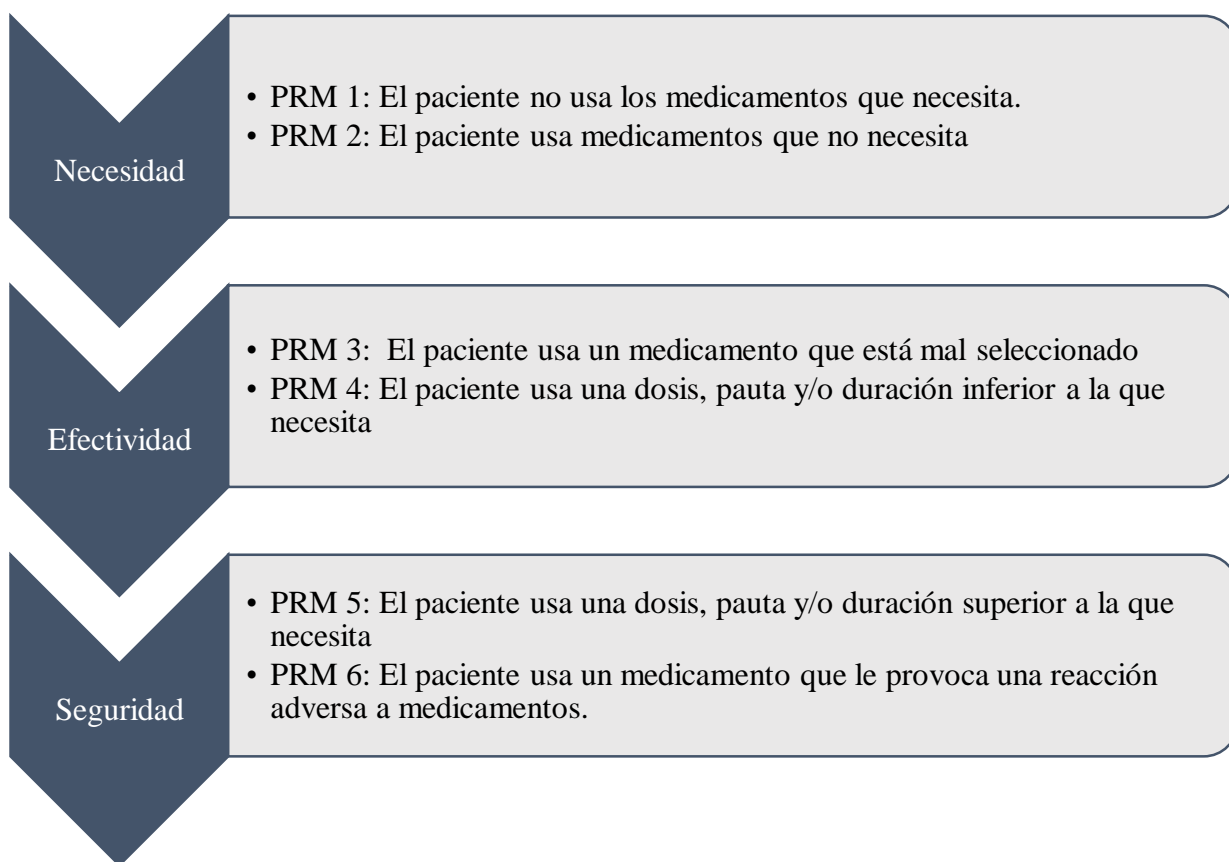 Necesidad
• PRM 1: El paciente no usa los medicamentos que necesita.
• PRM 2: El paciente usa medicamentos que no necesita
Efectividad
• PRM 3:  El paciente usa un medicamento que está mal seleccionado
• PRM 4: El paciente usa una dosis, pauta y/o duración inferior a la que
necesita
Seguridad
• PRM 5: El paciente usa una dosis, pauta y/o duración superior a la que
necesita
• PRM 6: El paciente usa un medicamento que le provoca una reacción
adversa a medicamentos.